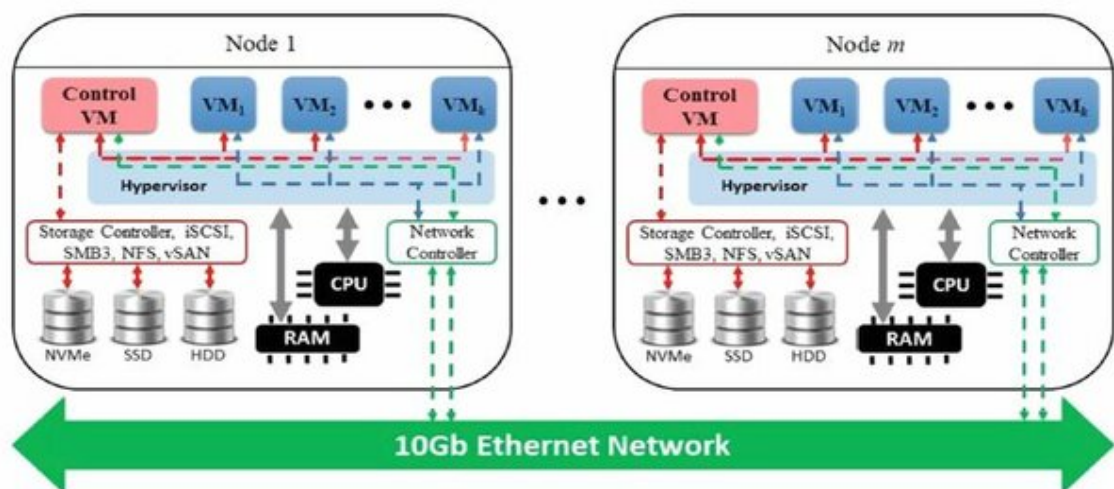 Node 1
Control
VM
VM₁
VM₂
VMₖ
Hypervisor
Storage Controller, iSCSI,
SMB3, NFS, vSAN
Network
Controller
CPU
RAM
NVMe
SSD
HDD
Node m
Control
VM
VM₁
VM₂
VMₖ
Hypervisor
Storage Controller, iSCSI,
SMB3, NFS, vSAN
Network
Controller
CPU
RAM
NVMe
SSD
HDD
10Gb Ethernet Network